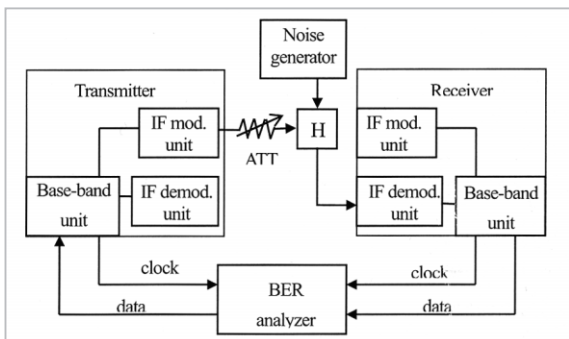 Noise
generator
Transmitter
Receiver
IF mod.
unit
ATT
H
IF mod.
unit
Base-band
unit
IF demod.
unit
IF demod.
unit
Base-band
unit
clock
clock
BER
analyzer
data
data